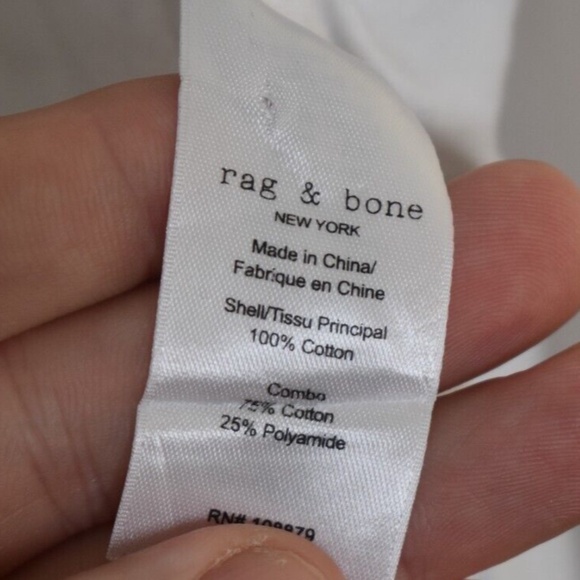 rag & bone
NEW YORK
Made in China/
Fabrique en Chine
Shell/Tissu Principal
100% Cotton
Combo
75% Cotton
25% Polyamide
RN#